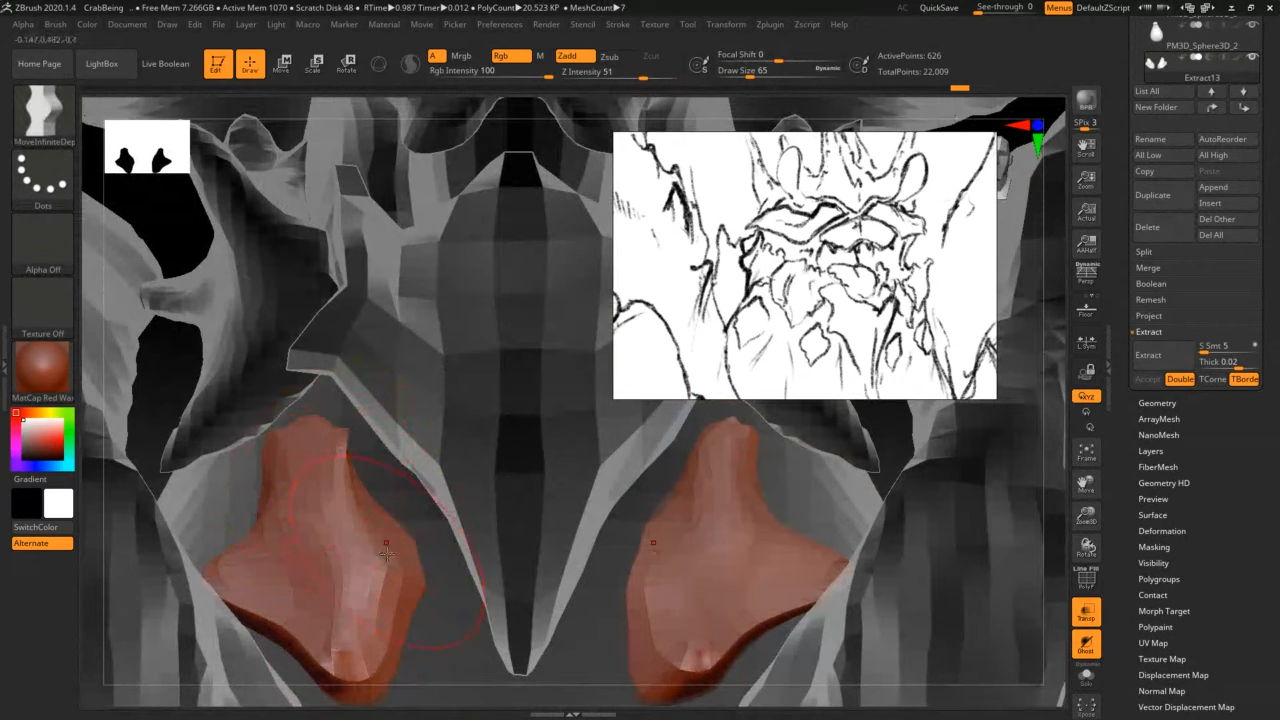 ZBrush 2020.1.4 CrabBeing • Free Mem 7.266GB • Active Mem 1070 • Scratch Disk 48 • RTime▶0.987 Timer▶0.012 • PolyCount▶20.523 KP • MeshCount▶7 AC QuickSave See-through 0 Menus DefaultZScript
Alpha Brush Color Document Draw Edit File Layer Light Macro Marker Material Movie Picker Preferences Render Stencil Stroke Texture Tool Transform Zplugin Zscript Help
Home Page LightBox Live Boolean Edit Draw Move Scale Rotate
A Mrgb Rgb M Zadd Zsub Zcut
Rgb Intensity 100 Z Intensity 51
Focal Shift 0
Draw Size 65 Dynamic
S D
ActivePoints: 626
TotalPoints: 22,009
MoveInfiniteDep
Dots
Alpha Off
Texture Off
MatCap Red Wax
Gradient
SwitchColor
Alternate
BPR
SPix 3
Scroll
Zoom
Actual
AAHalf
Dynamic
Persp
Floor
L.Sym
XYZ
Frame
Move
Zoom3D
Rotate
Line Fill
PolyF
Transp
Ghost
Dynamic
Solo
Xpose
PM3D_Sphere3D_2
Extract13
List All
New Folder
Rename AutoReorder
All Low All High
Copy Paste
Duplicate Append
Insert
Delete Del Other
Del All
Split
Merge
Boolean
Remesh
Project
Extract
Extract S Smt 5
Thick 0.02
Accept Double TCorne TBorde
Geometry
ArrayMesh
NanoMesh
Layers
FiberMesh
Geometry HD
Preview
Surface
Deformation
Masking
Visibility
Polygroups
Contact
Morph Target
Polypaint
UV Map
Texture Map
Displacement Map
Normal Map
Vector Displacement Map